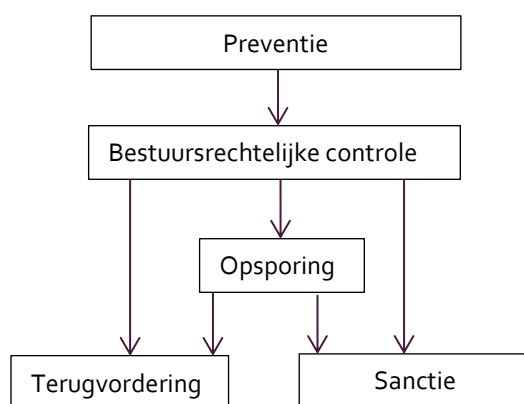 Preventie
Bestuursrechtelijke controle
Opsporing
Terugvordering
Sanctie